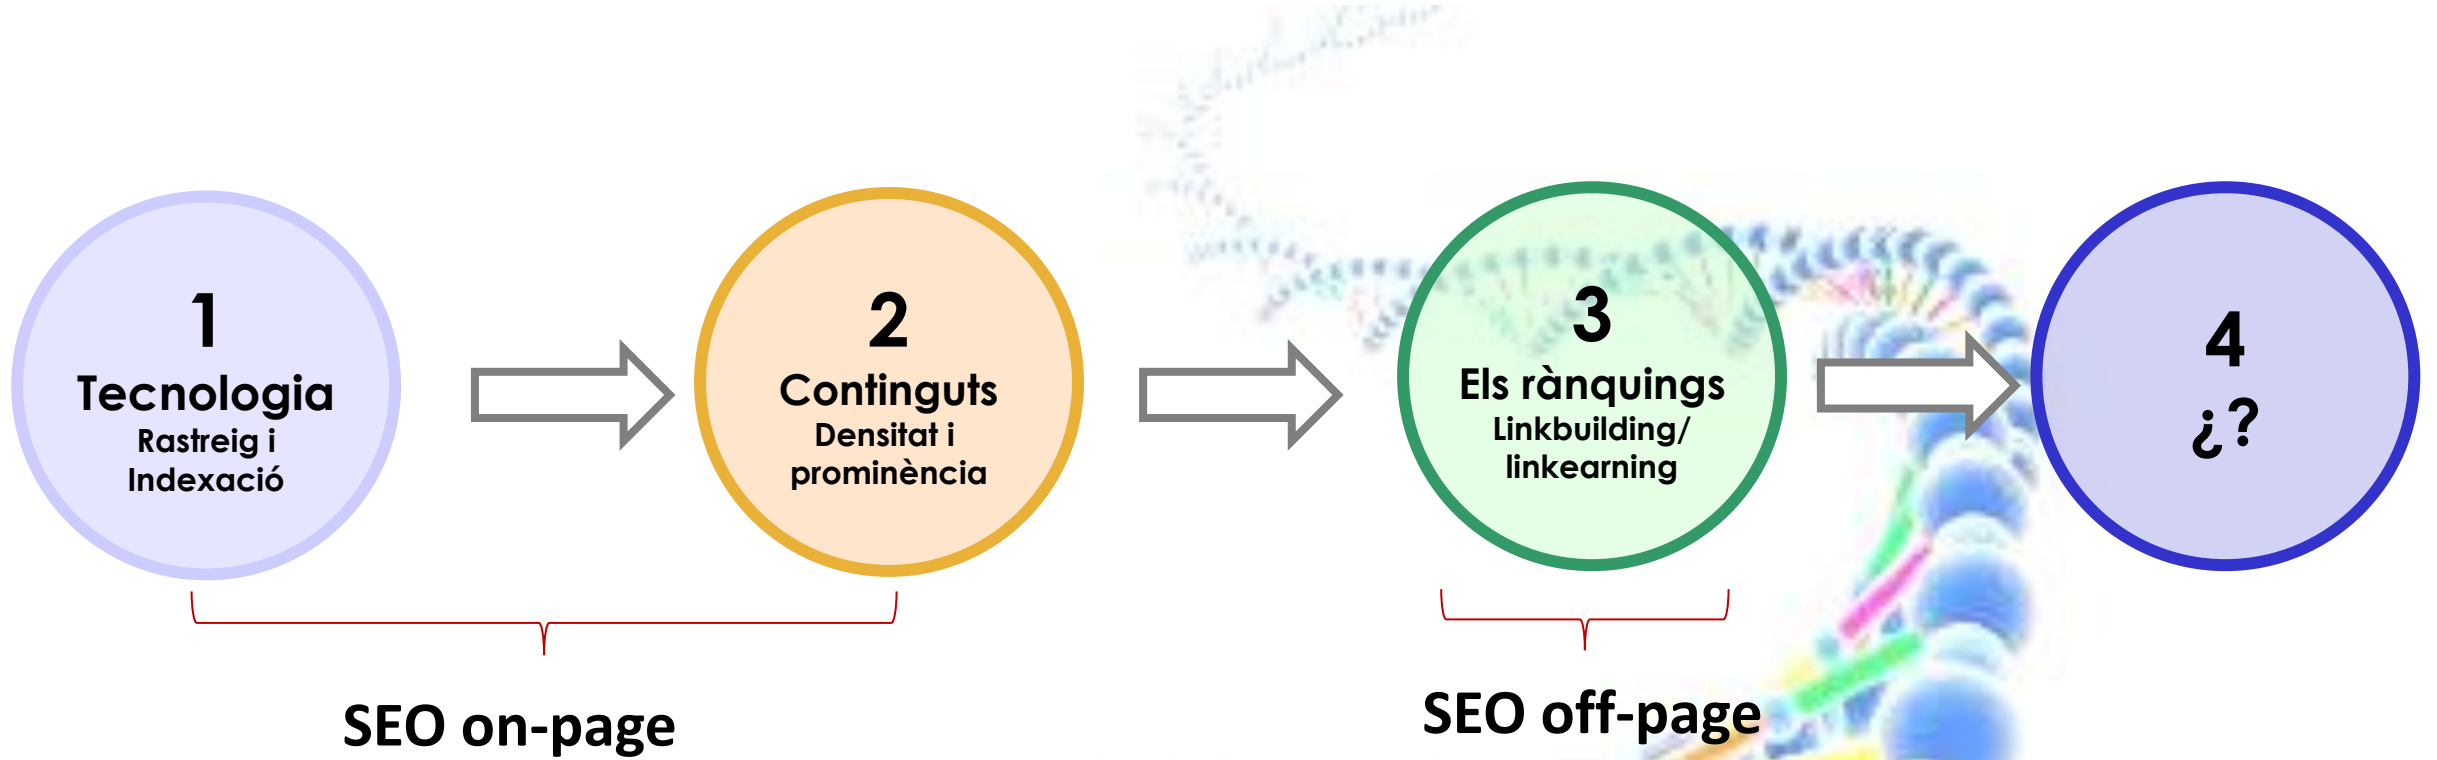 1
Tecnologia
Rastreig i
Indexació
2
Continguts
Densitat i
prominència
3
Els rànquings
Linkbuilding/
linkearning
4
¿?
SEO on-page
SEO off-page